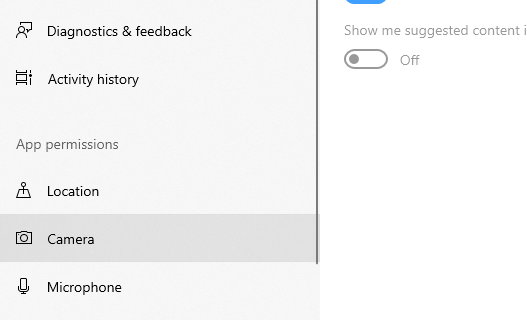 Diagnostics & feedback
Activity history
App permissions
Location
Camera
Microphone
Show me suggested content
Off